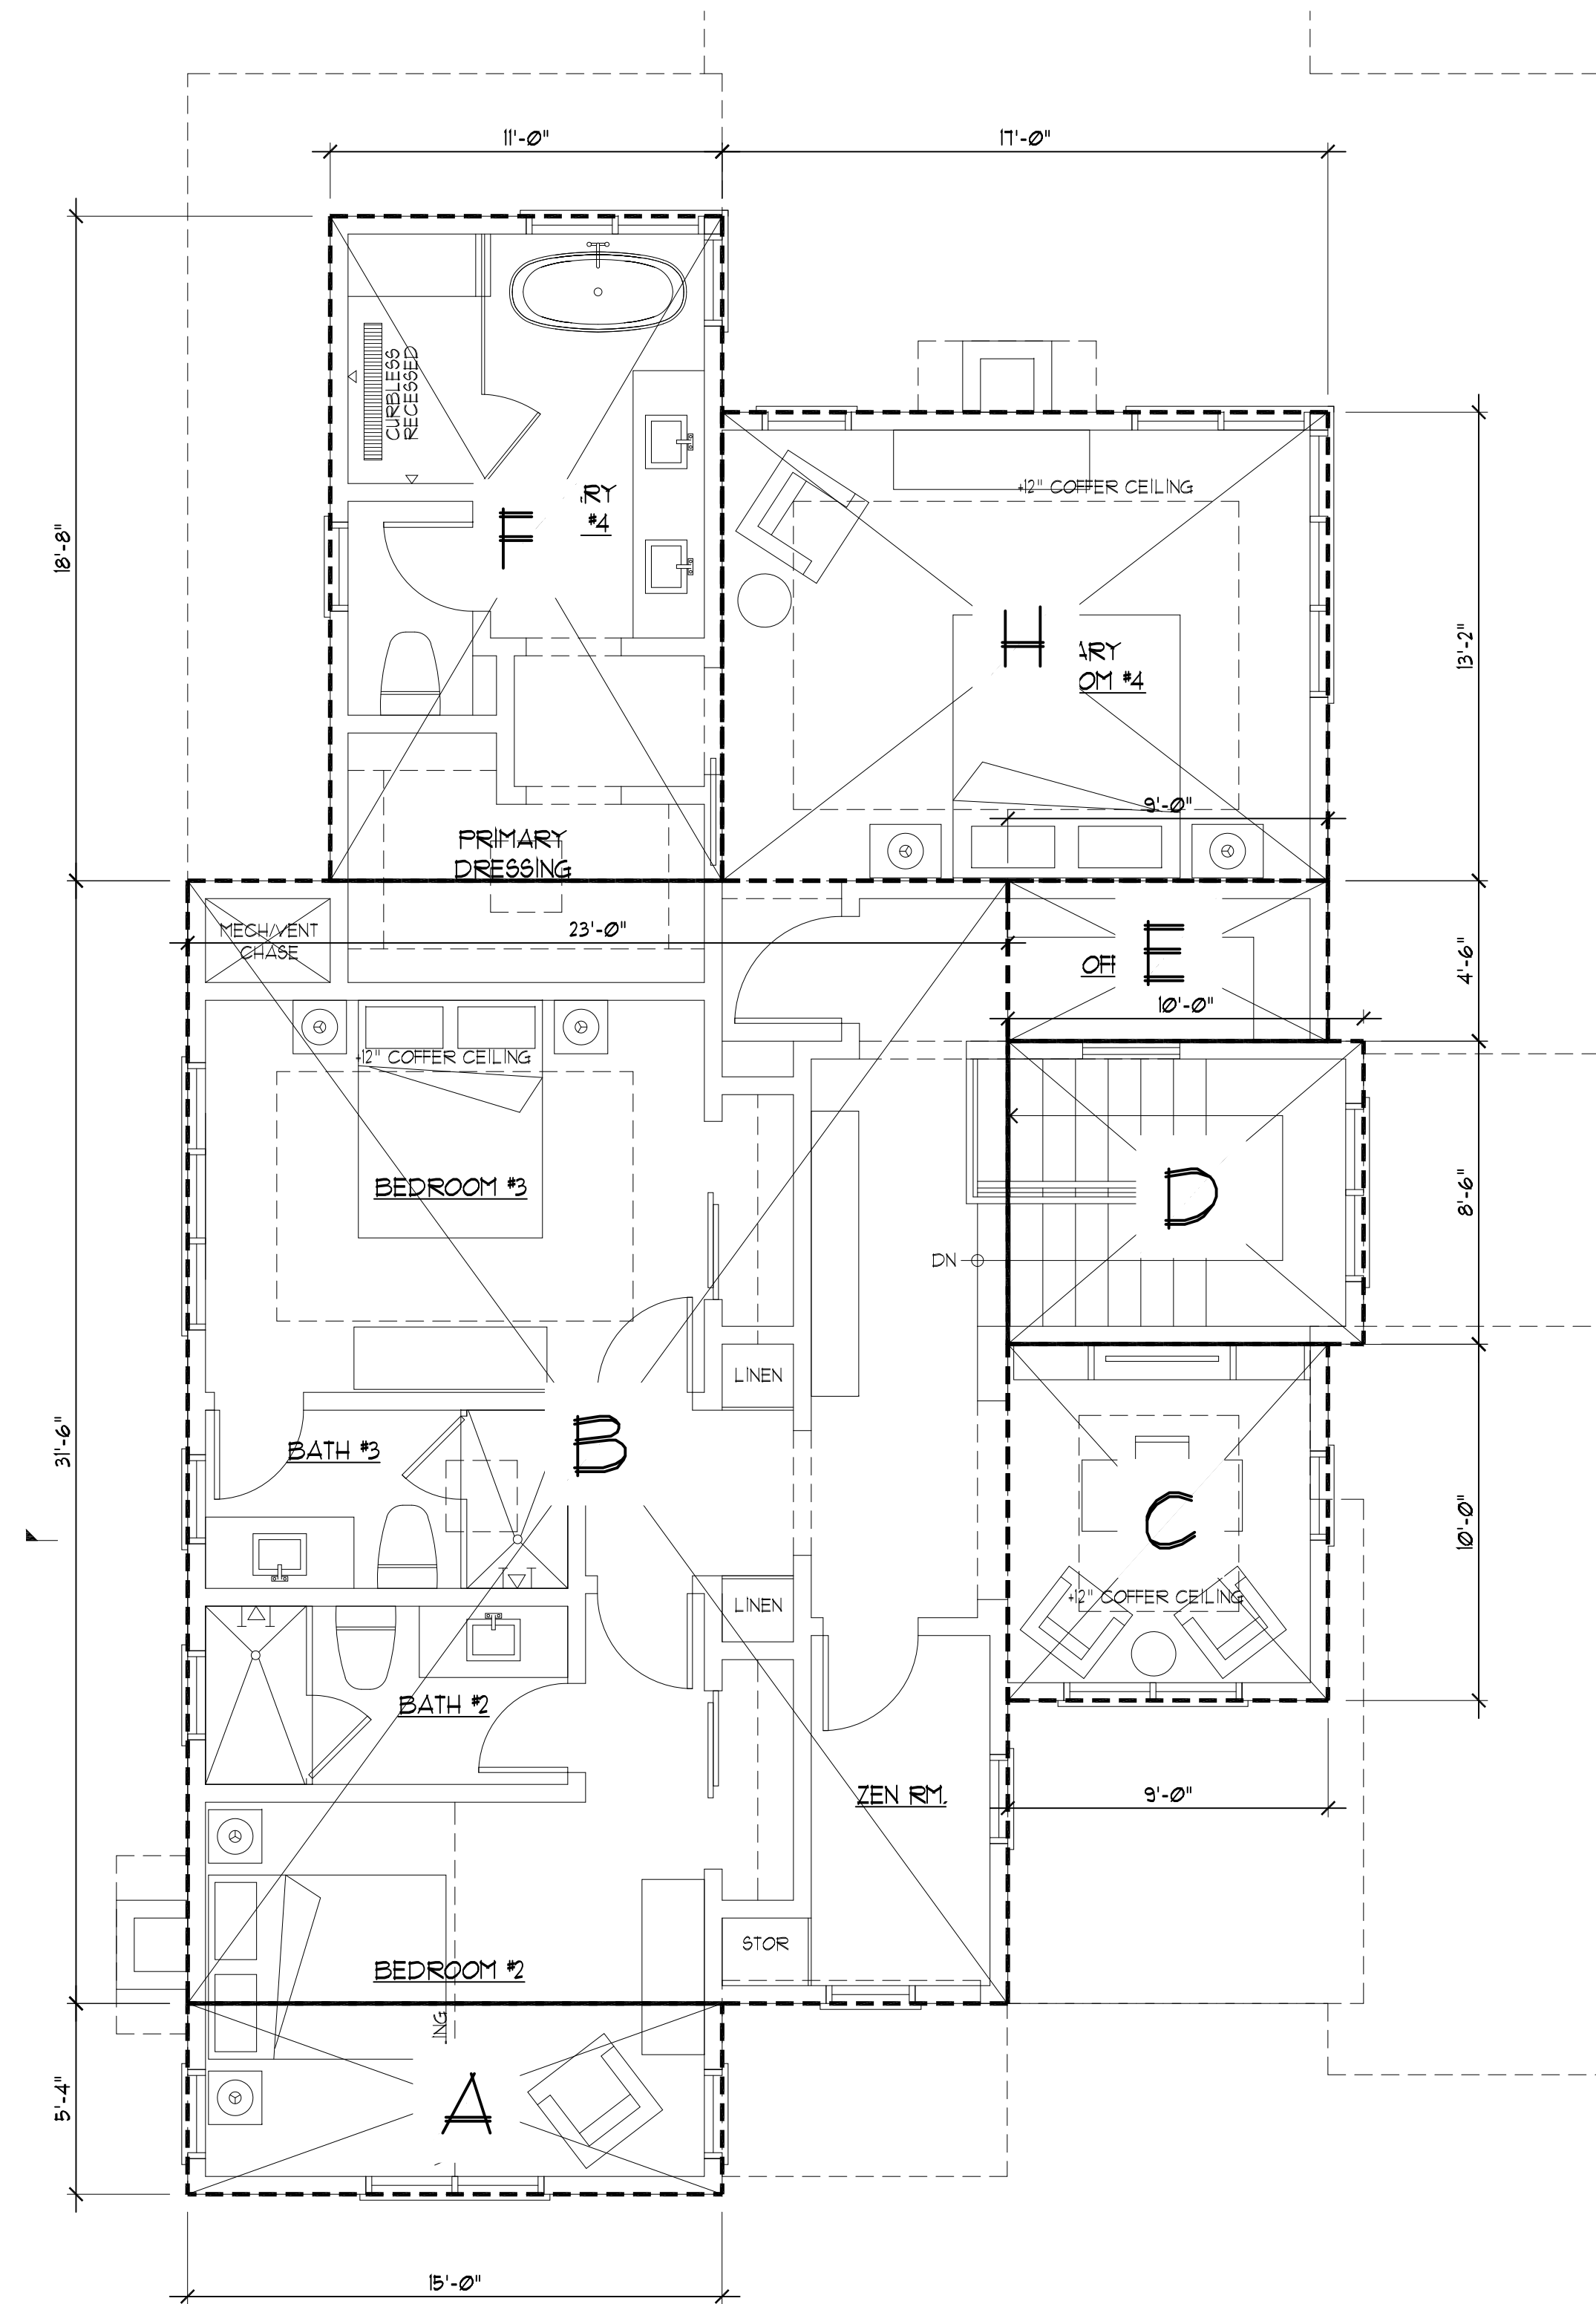 11'-0"
17'-0"
CURBLESS
RECESSED
18'-8"
F
RY
#4
+12" COFFER CEILING
H
ARY
OM #4
13'-2"
9'-0"
PRIMARY
DRESSING
MECH/VENT
CHASE
23'-0"
E
4'-6"
10'-0"
+12" COFFER CEILING
BEDROOM #3
D
8'-6"
DN
LINEN
31'-6"
B
BATH #3
C
10'-0"
+12" COFFER CEILING
LINEN
BATH #2
ZEN RM.
9'-0"
STOR
BEDROOM #2
ING
5'-4"
A
15'-0"